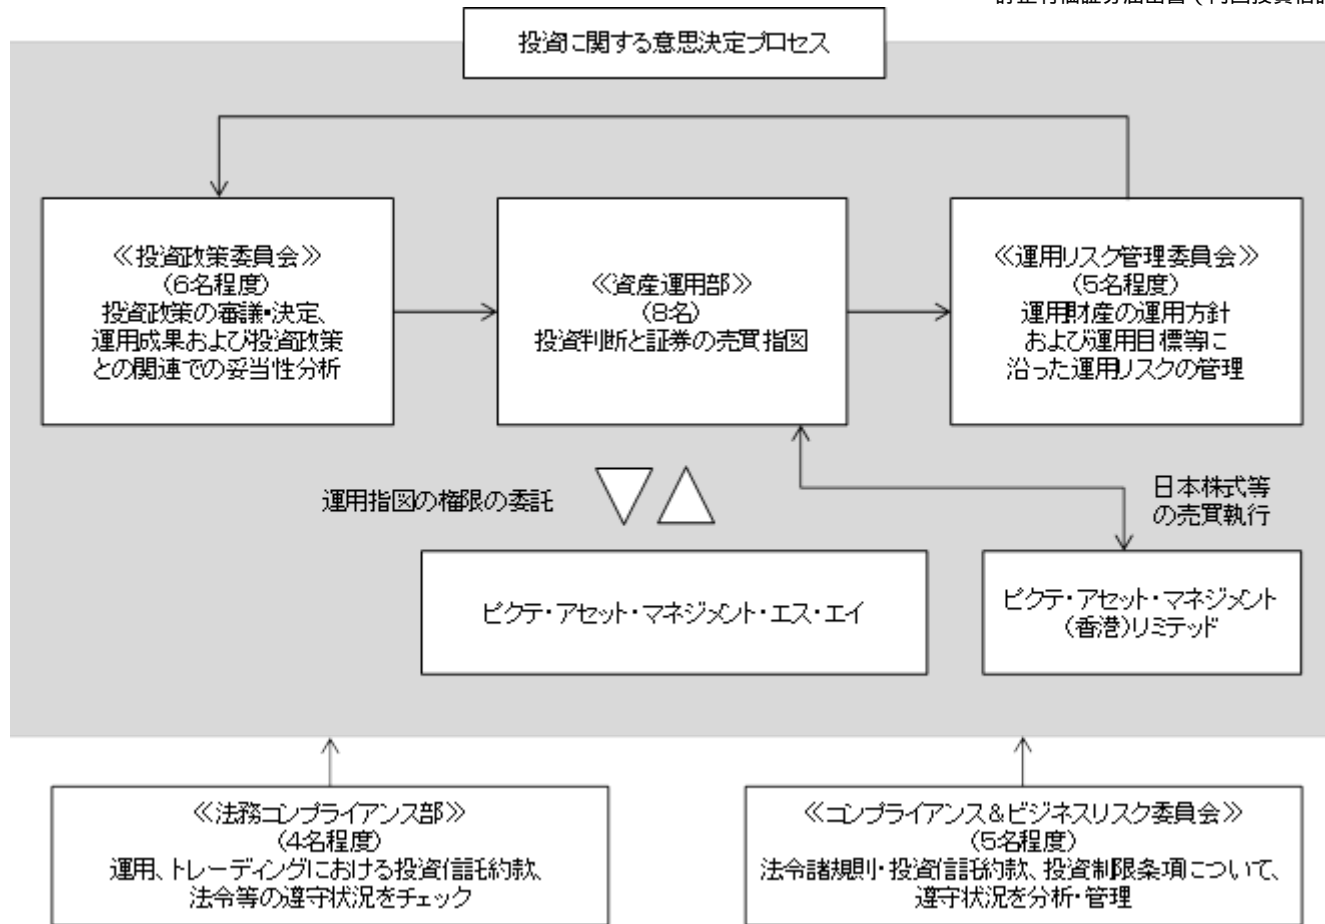 投資に関する意思決定プロセス
≪投資政策委員会≫
(6名程度)
投資政策の審議・決定、
運用成果および投資政策
との関連での妥当性分析
≪資産運用部≫
(8名)
投資判断と証券の売買指図
≪運用リスク管理委員会≫
(5名程度)
運用財産の運用方針
および運用目標等に
沿った運用リスクの管理
運用指図の権限の委託
日本株式等
の売買執行
ピクテ・アセット・マネジメント・エス・エイ
ピクテ・アセット・マネジメント
(香港)リミテッド
≪法務コンプライアンス部≫
(4名程度)
運用、トレーディングにおける投資信託約款、
法令等の遵守状況をチェック
≪コンプライアンス&ビジネスリスク委員会≫
(5名程度)
法令諸規則・投資信託約款、投資制限条項について、
遵守状況を分析・管理